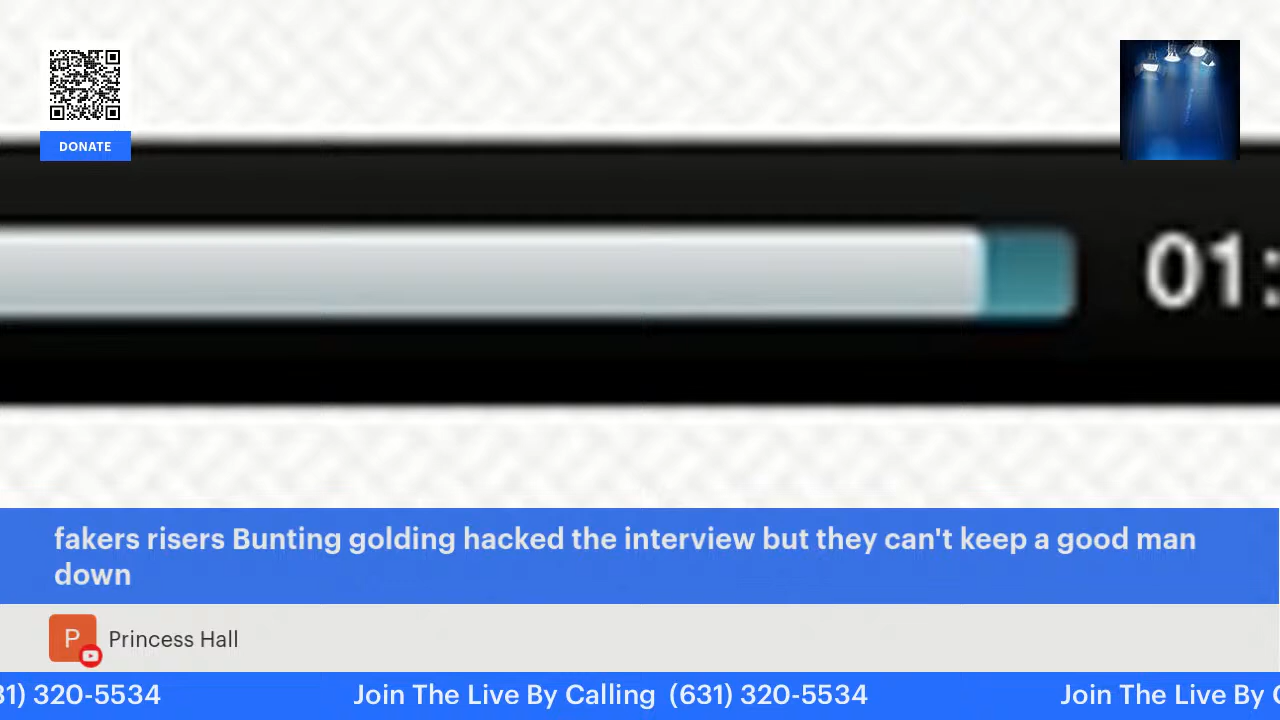 DONATE
01:
fakers risers Bunting golding hacked the interview but they can't keep a good man
down
P
Princess Hall
31) 320-5534 Join The Live By Calling (631) 320-5534 Join The Live By C